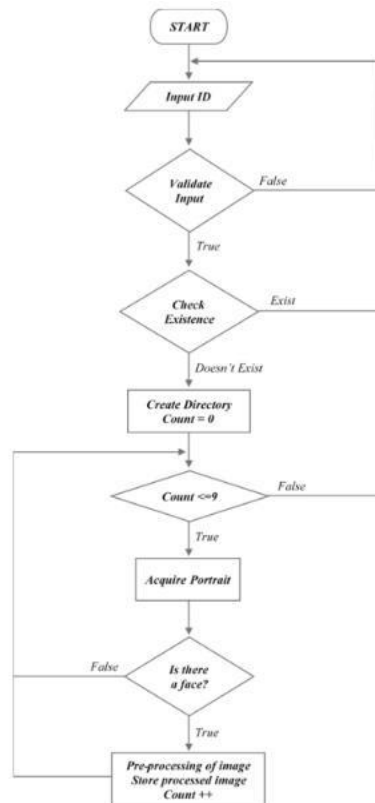 START
Input ID
Validate
Input
False
True
Check
Existence
Exist
Doesn't Exist
Create Directory
Count = 0
Count <=9
False
True
Acquire Portrait
Is there
a face?
False
True
Pre-processing of image
Store processed image
Count ++